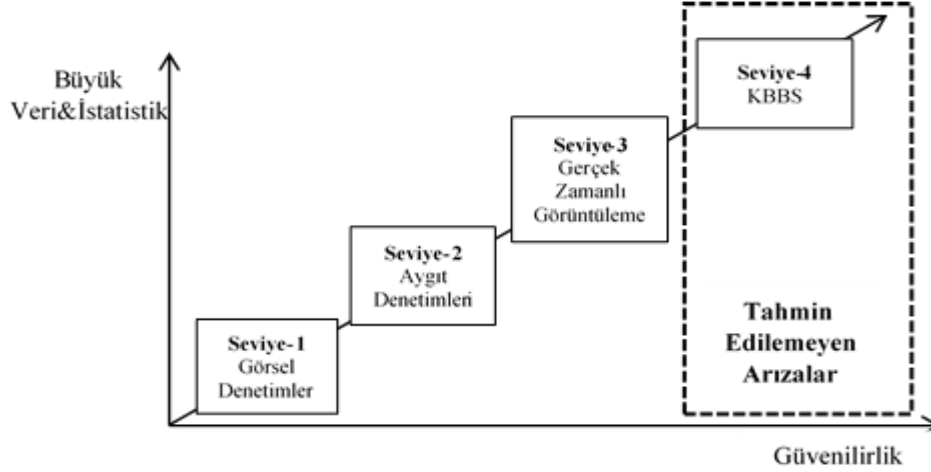 Büyük
Veri&İstatistik
Seviye-4
KBBS
Seviye-3
Gerçek
Zamanlı
Görüntüleme
Seviye-2
Aygıt
Denetimleri
Seviye-1
Görsel
Denetimler
Tahmin
Edilemeyen
Arızalar
Güvenilirlik